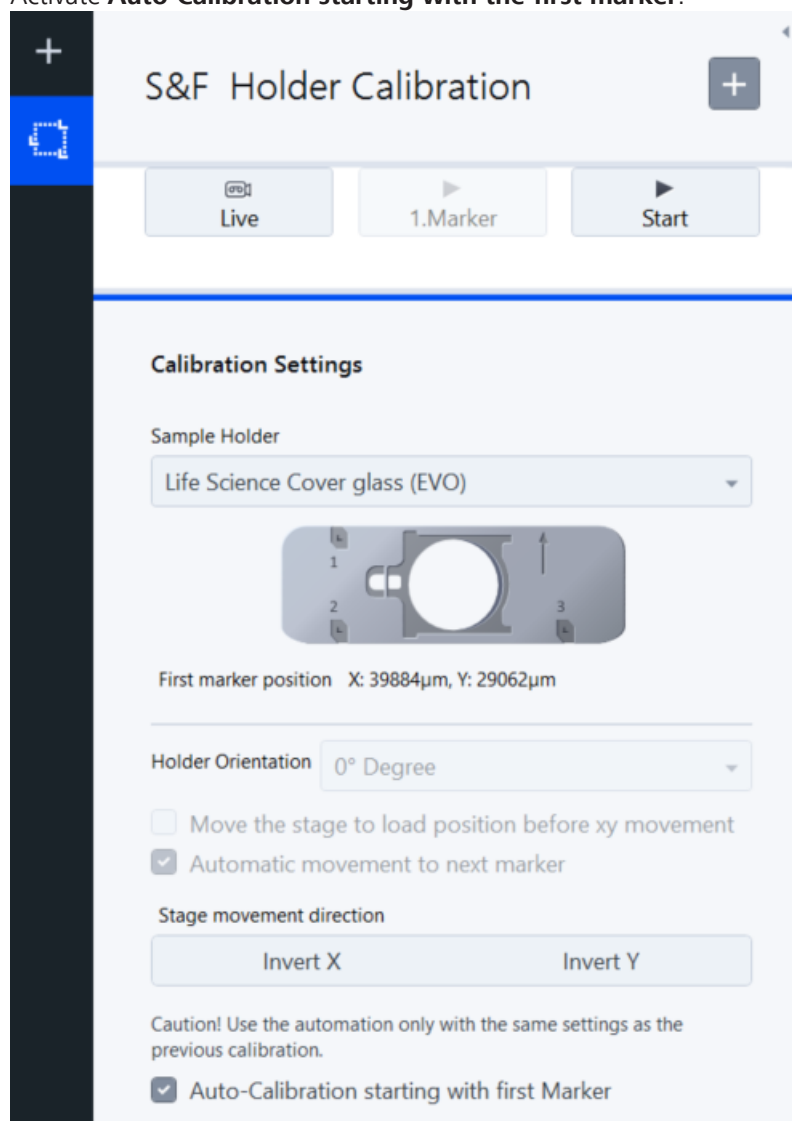 Activate Auto-Calibration starting with the first marker.
S&F Holder Calibration
Live
1.Marker
Start
Calibration Settings
Sample Holder
Life Science Cover glass (EVO)
1
2
3
First marker position X: 39884µm, Y: 29062µm
Holder Orientation 0° Degree
Move the stage to load position before xy movement
Automatic movement to next marker
Stage movement direction
Invert X Invert Y
Caution! Use the automation only with the same settings as the
previous calibration.
Auto-Calibration starting with first Marker